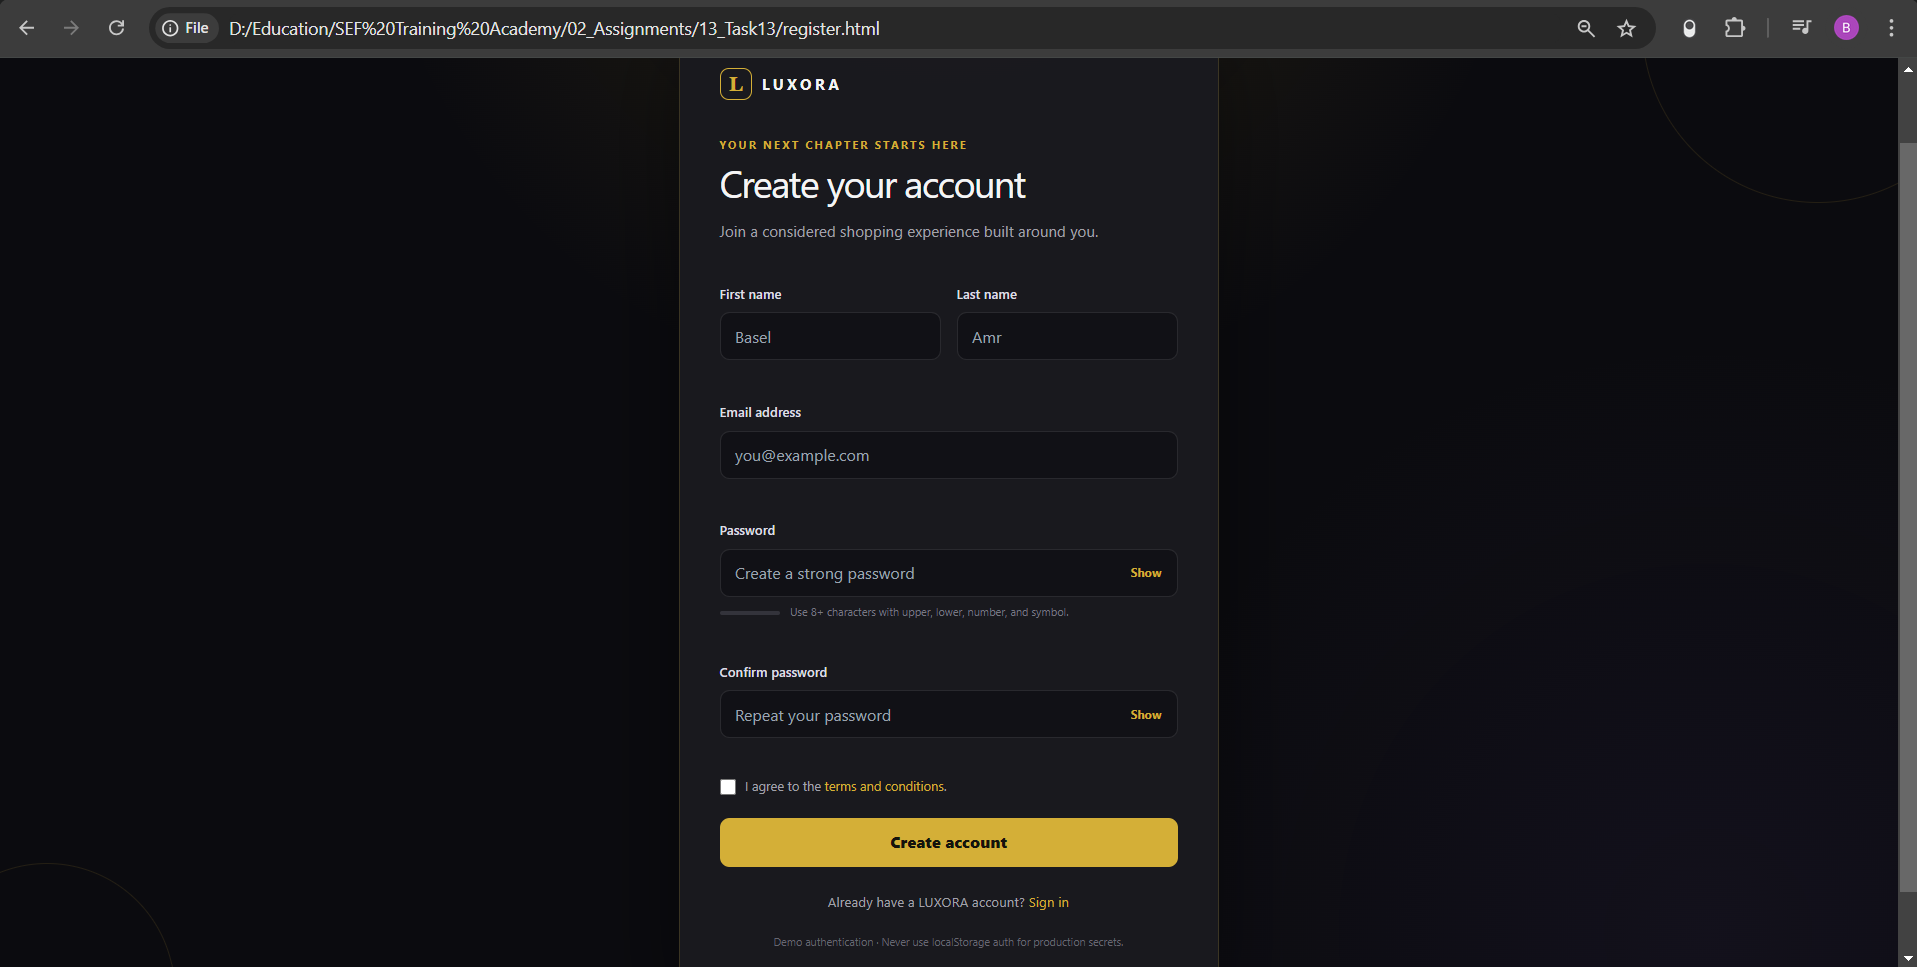 File D:/Education/SEF%20Training%20Academy/02_Assignments/13_Task13/register.html
B
L LUXORA
YOUR NEXT CHAPTER STARTS HERE
Create your account
Join a considered shopping experience built around you.
First name Last name
Basel Amr
Email address
you@example.com
Password
Create a strong password Show
Use 8+ characters with upper, lower, number, and symbol.
Confirm password
Repeat your password Show
I agree to the terms and conditions.
Create account
Already have a LUXORA account? Sign in
Demo authentication · Never use localStorage auth for production secrets.